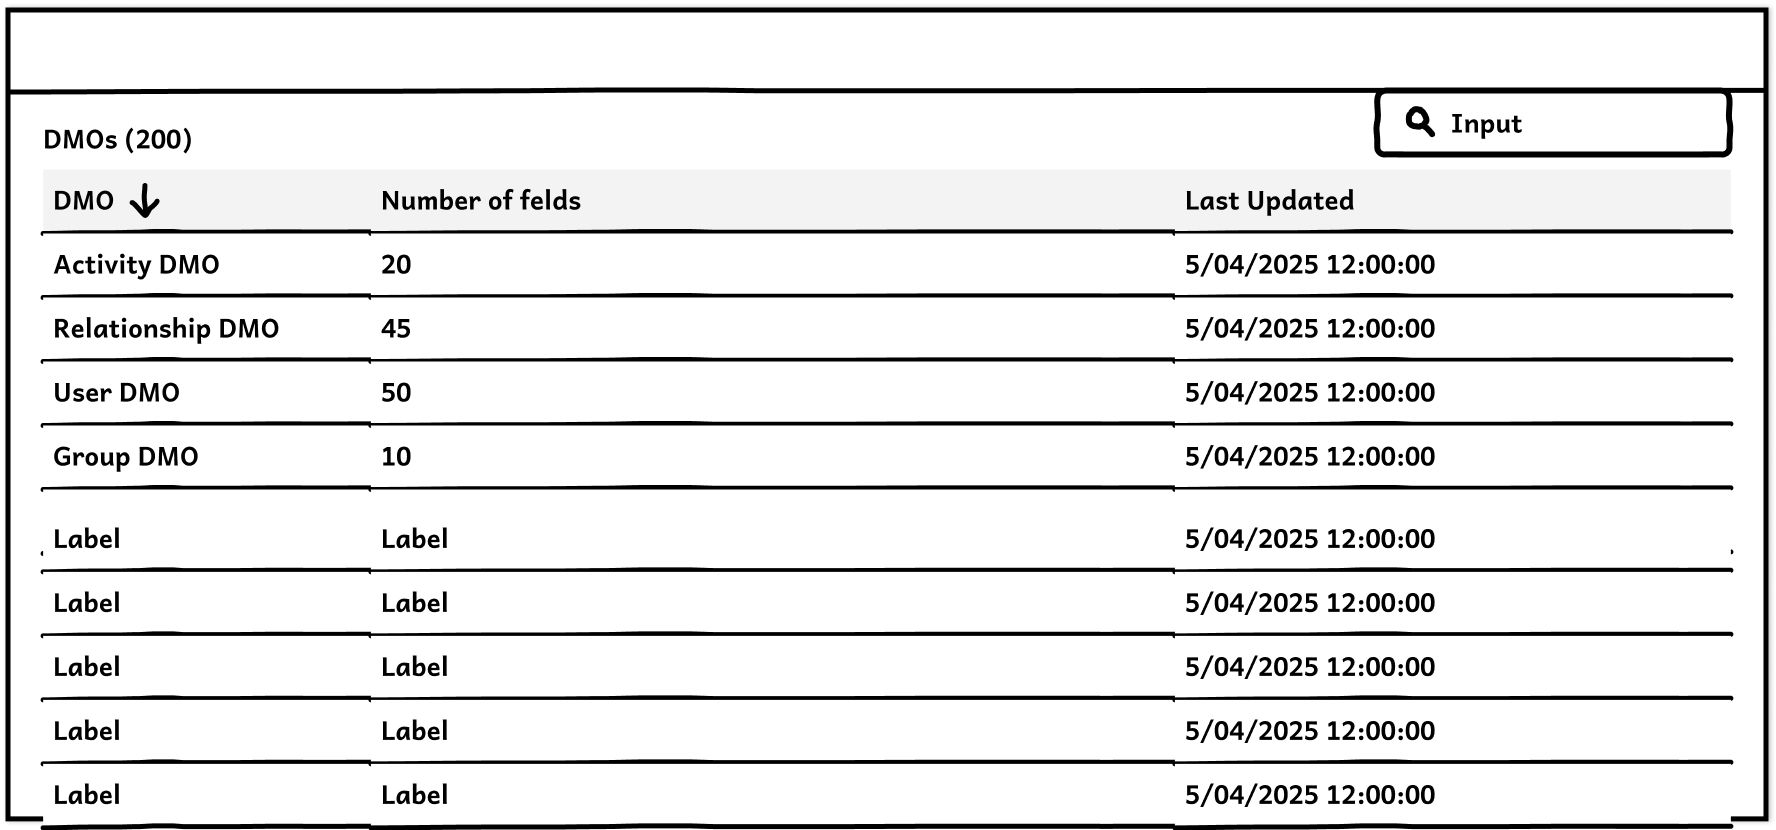 DMOs (200)
Input
DMO Number of felds Last Updated
Activity DMO 20 5/04/2025 12:00:00
Relationship DMO 45 5/04/2025 12:00:00
User DMO 50 5/04/2025 12:00:00
Group DMO 10 5/04/2025 12:00:00
Label Label 5/04/2025 12:00:00
Label Label 5/04/2025 12:00:00
Label Label 5/04/2025 12:00:00
Label Label 5/04/2025 12:00:00
Label Label 5/04/2025 12:00:00